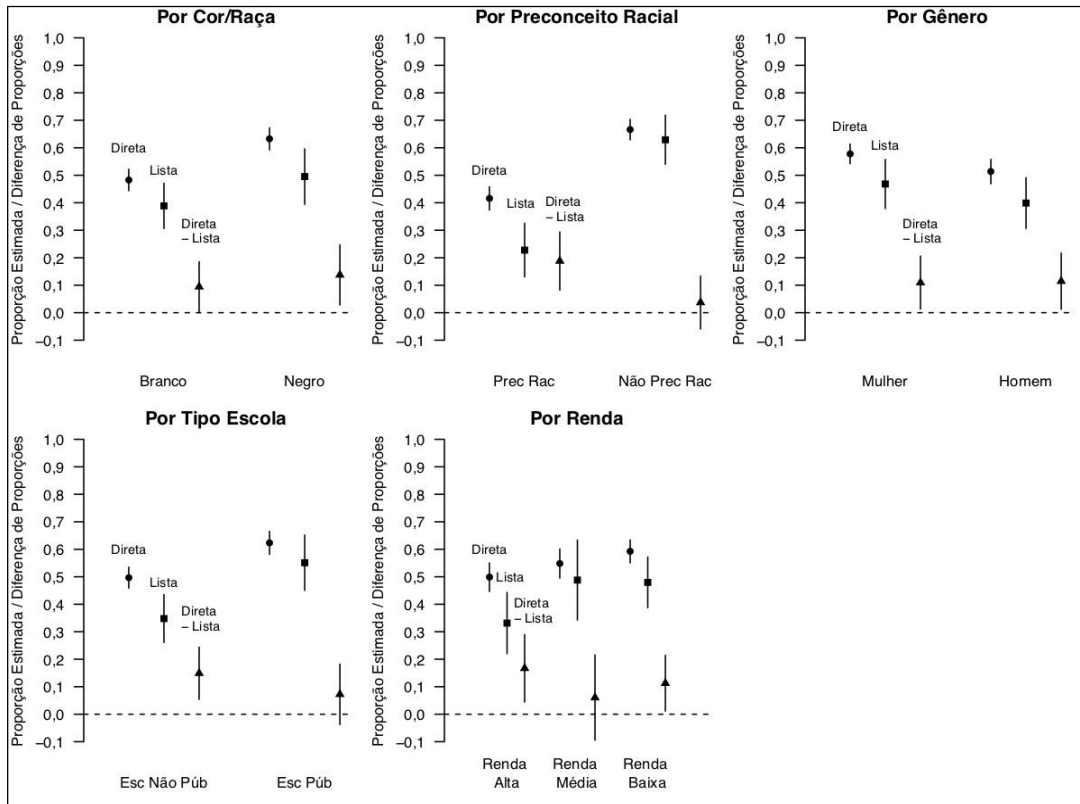 Por Cor/Raça
Proporção Estimada / Diferença de Proporções
1,0
0,9
0,8
0,7
0,6
0,5
0,4
0,3
0,2
0,1
0,0
−0,1
Direta
Lista
Direta
− Lista
Branco
Negro
Por Preconceito Racial
Proporção Estimada / Diferença de Proporções
1,0
0,9
0,8
0,7
0,6
0,5
0,4
0,3
0,2
0,1
0,0
−0,1
Direta
Lista
Direta
− Lista
Prec Rac
Não Prec Rac
Por Gênero
Proporção Estimada / Diferença de Proporções
1,0
0,9
0,8
0,7
0,6
0,5
0,4
0,3
0,2
0,1
0,0
−0,1
Direta
Lista
Direta
− Lista
Mulher
Homem
Por Tipo Escola
Proporção Estimada / Diferença de Proporções
1,0
0,9
0,8
0,7
0,6
0,5
0,4
0,3
0,2
0,1
0,0
−0,1
Direta
Lista
Direta
− Lista
Esc Não Púb
Esc Púb
Por Renda
Proporção Estimada / Diferença de Proporções
1,0
0,9
0,8
0,7
0,6
0,5
0,4
0,3
0,2
0,1
0,0
−0,1
Direta
Lista
Direta
− Lista
Renda
Alta
Renda
Média
Renda
Baixa